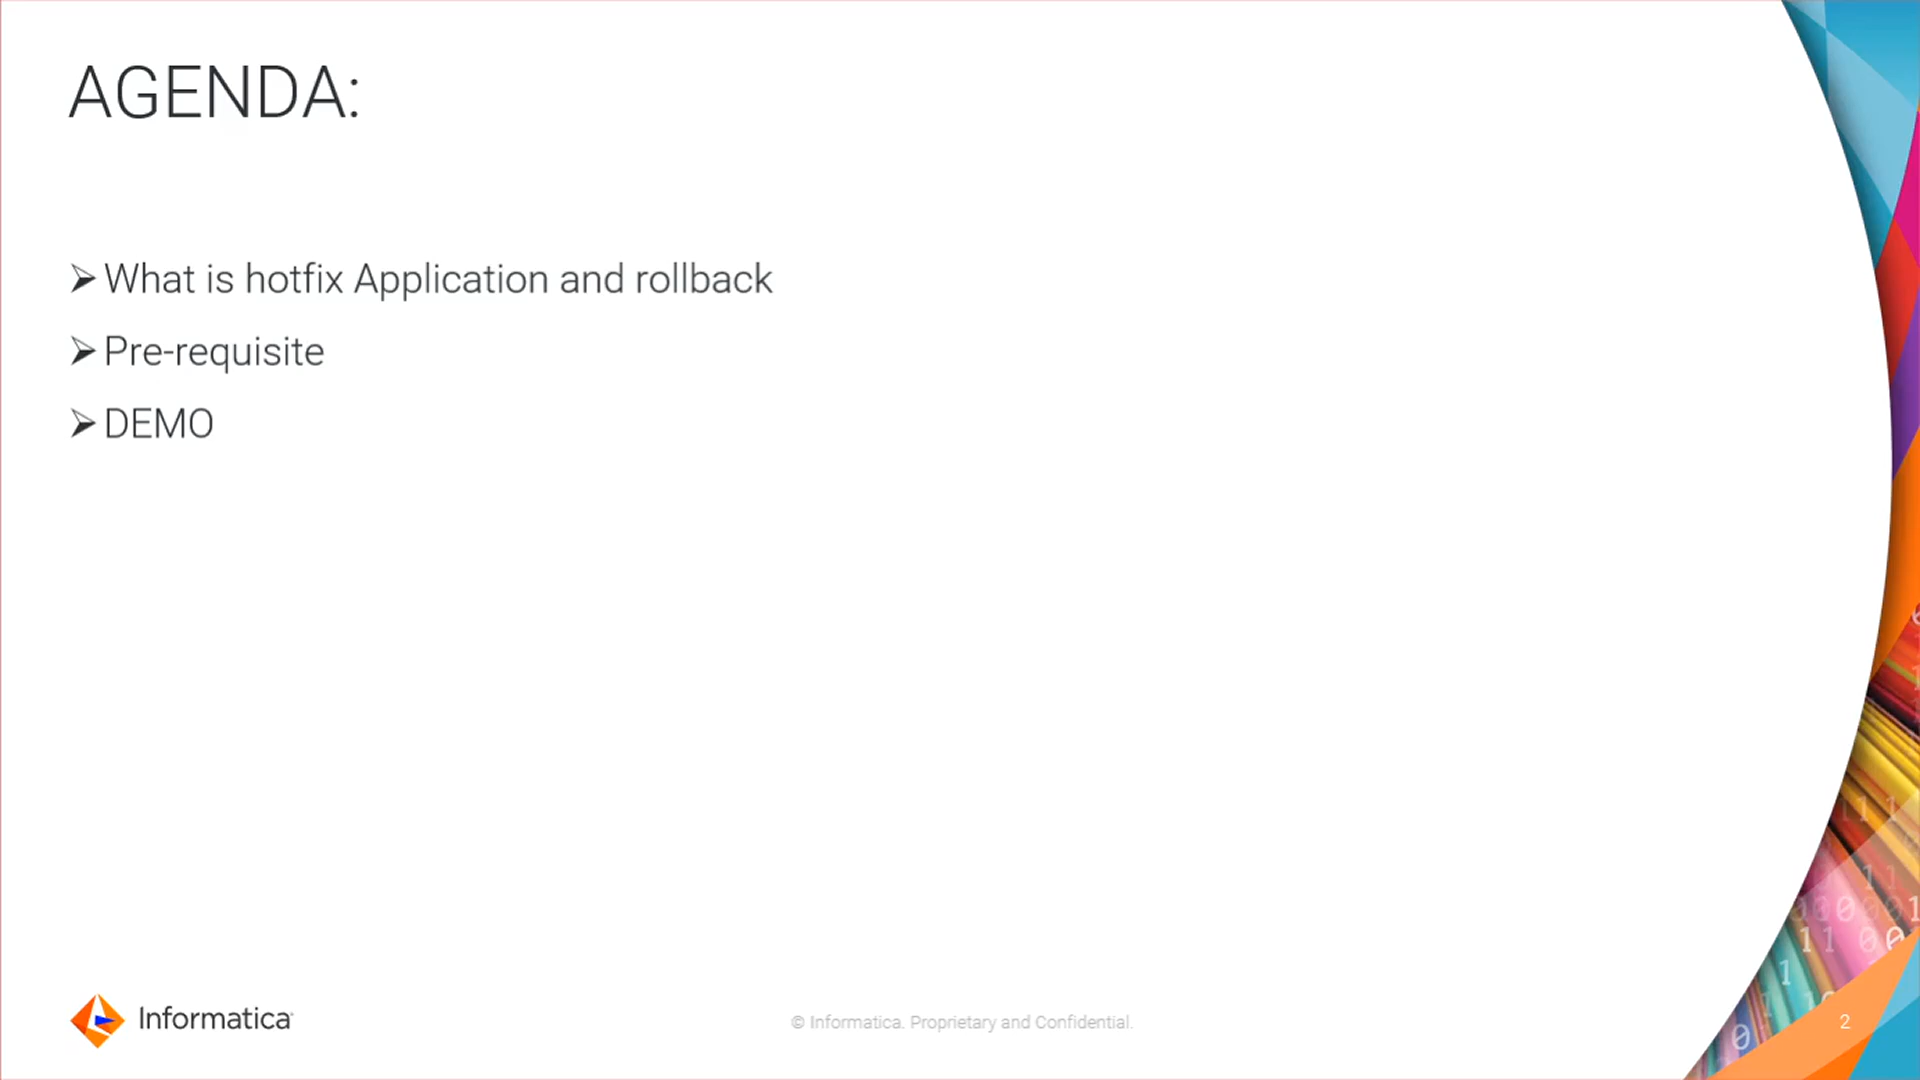 AGENDA:
What is hotfix Application and rollback
Pre-requisite
DEMO
Informatica
© Informatica. Proprietary and Confidential.
2